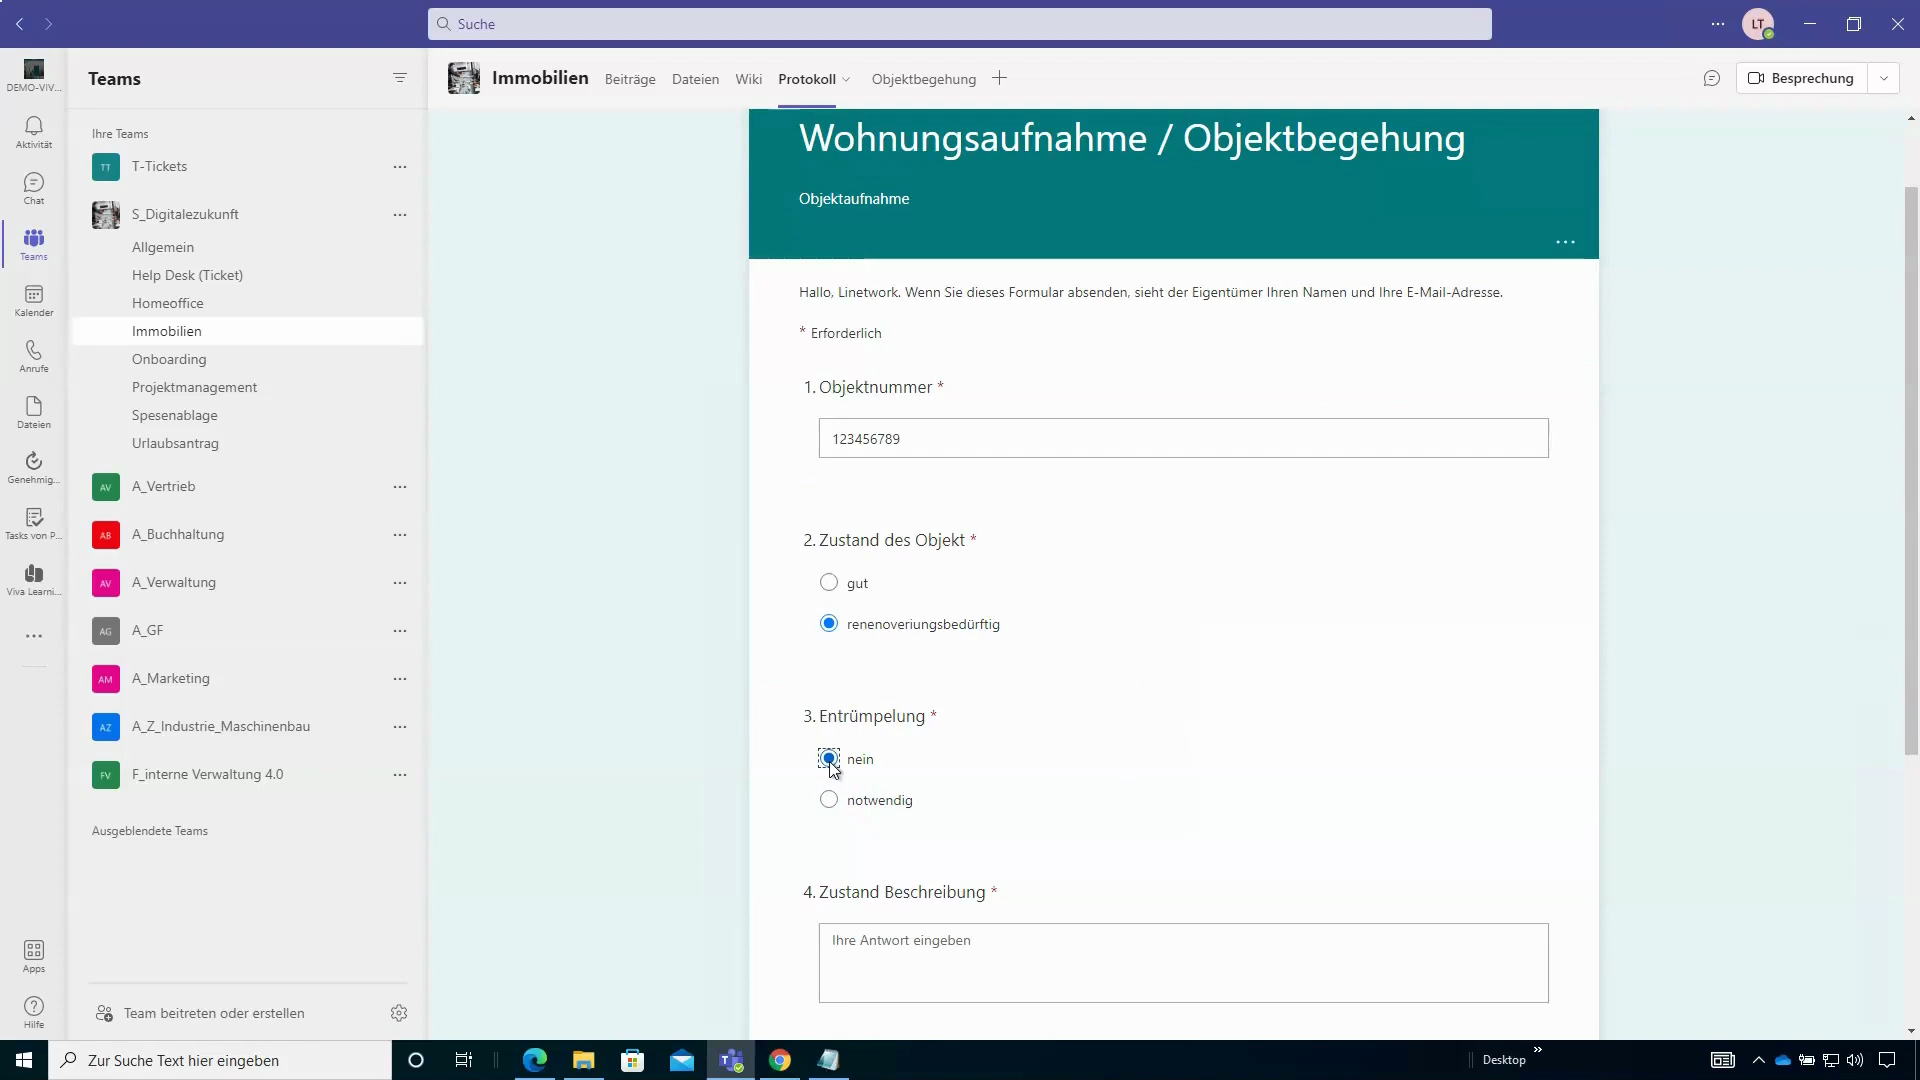 Suche
LT
DEMO-VIV...
Aktivität
Chat
Teams
Kalender
Anrufe
Dateien
Genehmig...
Tasks von P...
Viva Learni...
Apps
Hilfe
Teams
Ihre Teams
TT T-Tickets
S_Digitalezukunft
Allgemein
Help Desk (Ticket)
Homeoffice
Immobilien
Onboarding
Projektmanagement
Spesenablage
Urlaubsantrag
AV A_Vertrieb
AB A_Buchhaltung
AV A_Verwaltung
AG A_GF
AM A_Marketing
AZ A_Z_Industrie_Maschinenbau
FV F_interne Verwaltung 4.0
Ausgeblendete Teams
Team beitreten oder erstellen
Immobilien Beiträge Dateien Wiki Protokoll Objektbegehung
Besprechung
Wohnungsaufnahme / Objektbegehung
Objektaufnahme
Hallo, Linetwork. Wenn Sie dieses Formular absenden, sieht der Eigentümer Ihren Namen und Ihre E-Mail-Adresse.
* Erforderlich
1. Objektnummer *
123456789
2. Zustand des Objekt *
gut
renenoveriungsbedürftig
3. Entrümpelung *
nein
notwendig
4. Zustand Beschreibung *
Ihre Antwort eingeben
Zur Suche Text hier eingeben
Desktop